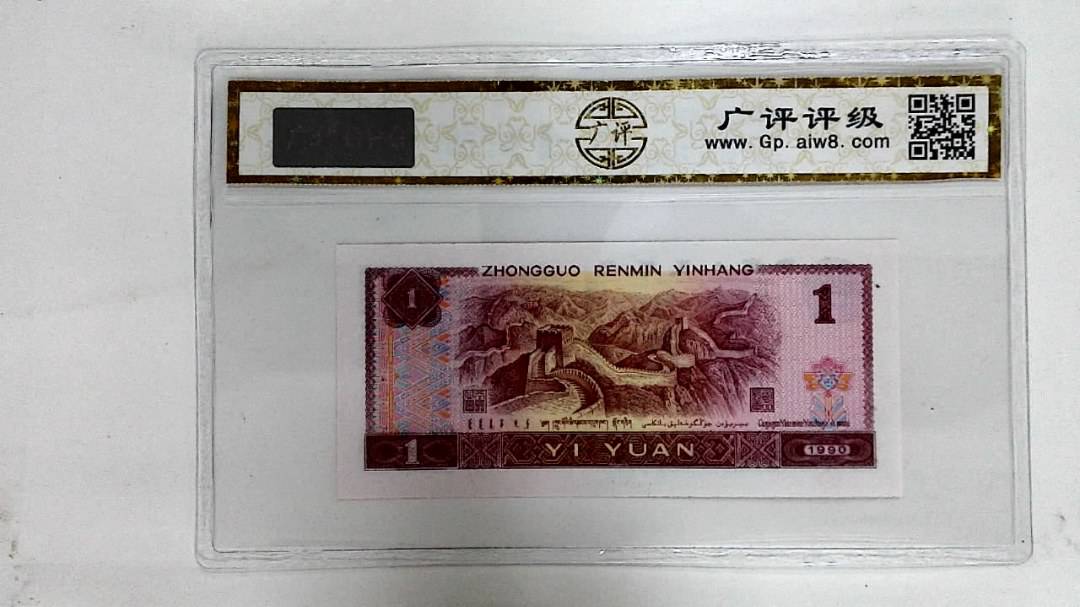 广评
广评评级
www.Gp.aiw8.com
ZHONGGUO RENMIN YINHANG
1
1
1
YI YUAN
1990